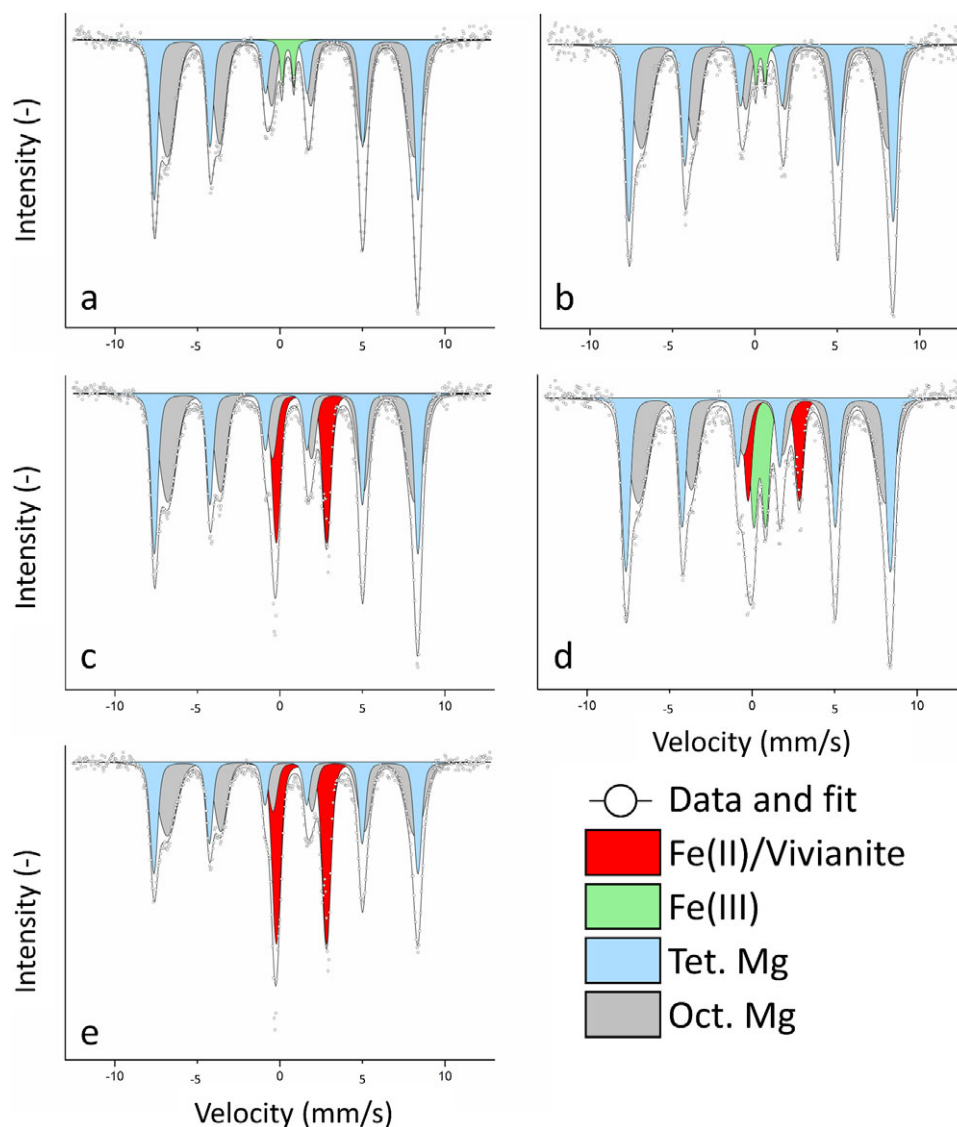 Intensity (-)
a
-10 -5 0 5 10
b
-10 -5 0 5 10
Intensity (-)
c
-10 -5 0 5 10
d
-10 -5 0 5 10
Velocity (mm/s)
Intensity (-)
e
-10 -5 0 5 10
Velocity (mm/s)
Data and fit
Fe(II)/Vivianite
Fe(III)
Tet. Mg
Oct. Mg